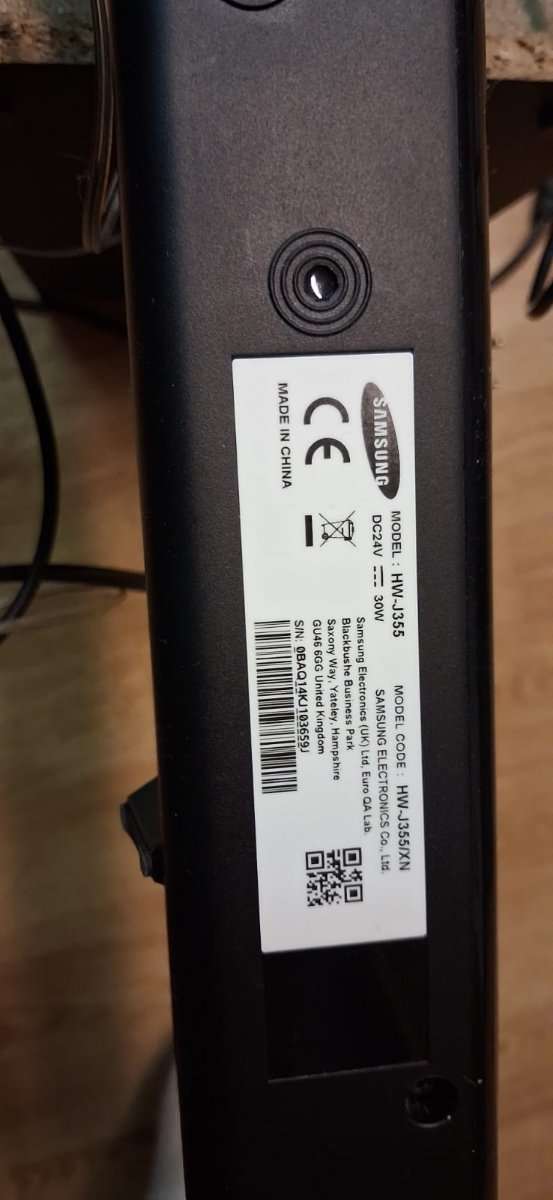 SAMSUNG
MODEL : HW-J355 MODEL CODE : HW-J355/XN
DC24V 30W SAMSUNG ELECTRONICS Co., Ltd.
Samsung Electronics (UK) Ltd, Euro QA Lab.
Blackbushe Business Park
Saxony Way, Yateley, Hampshire
GU46 6GG United Kingdom
S/N: 0BAQ14KJ103659J
CE
MADE IN CHINA